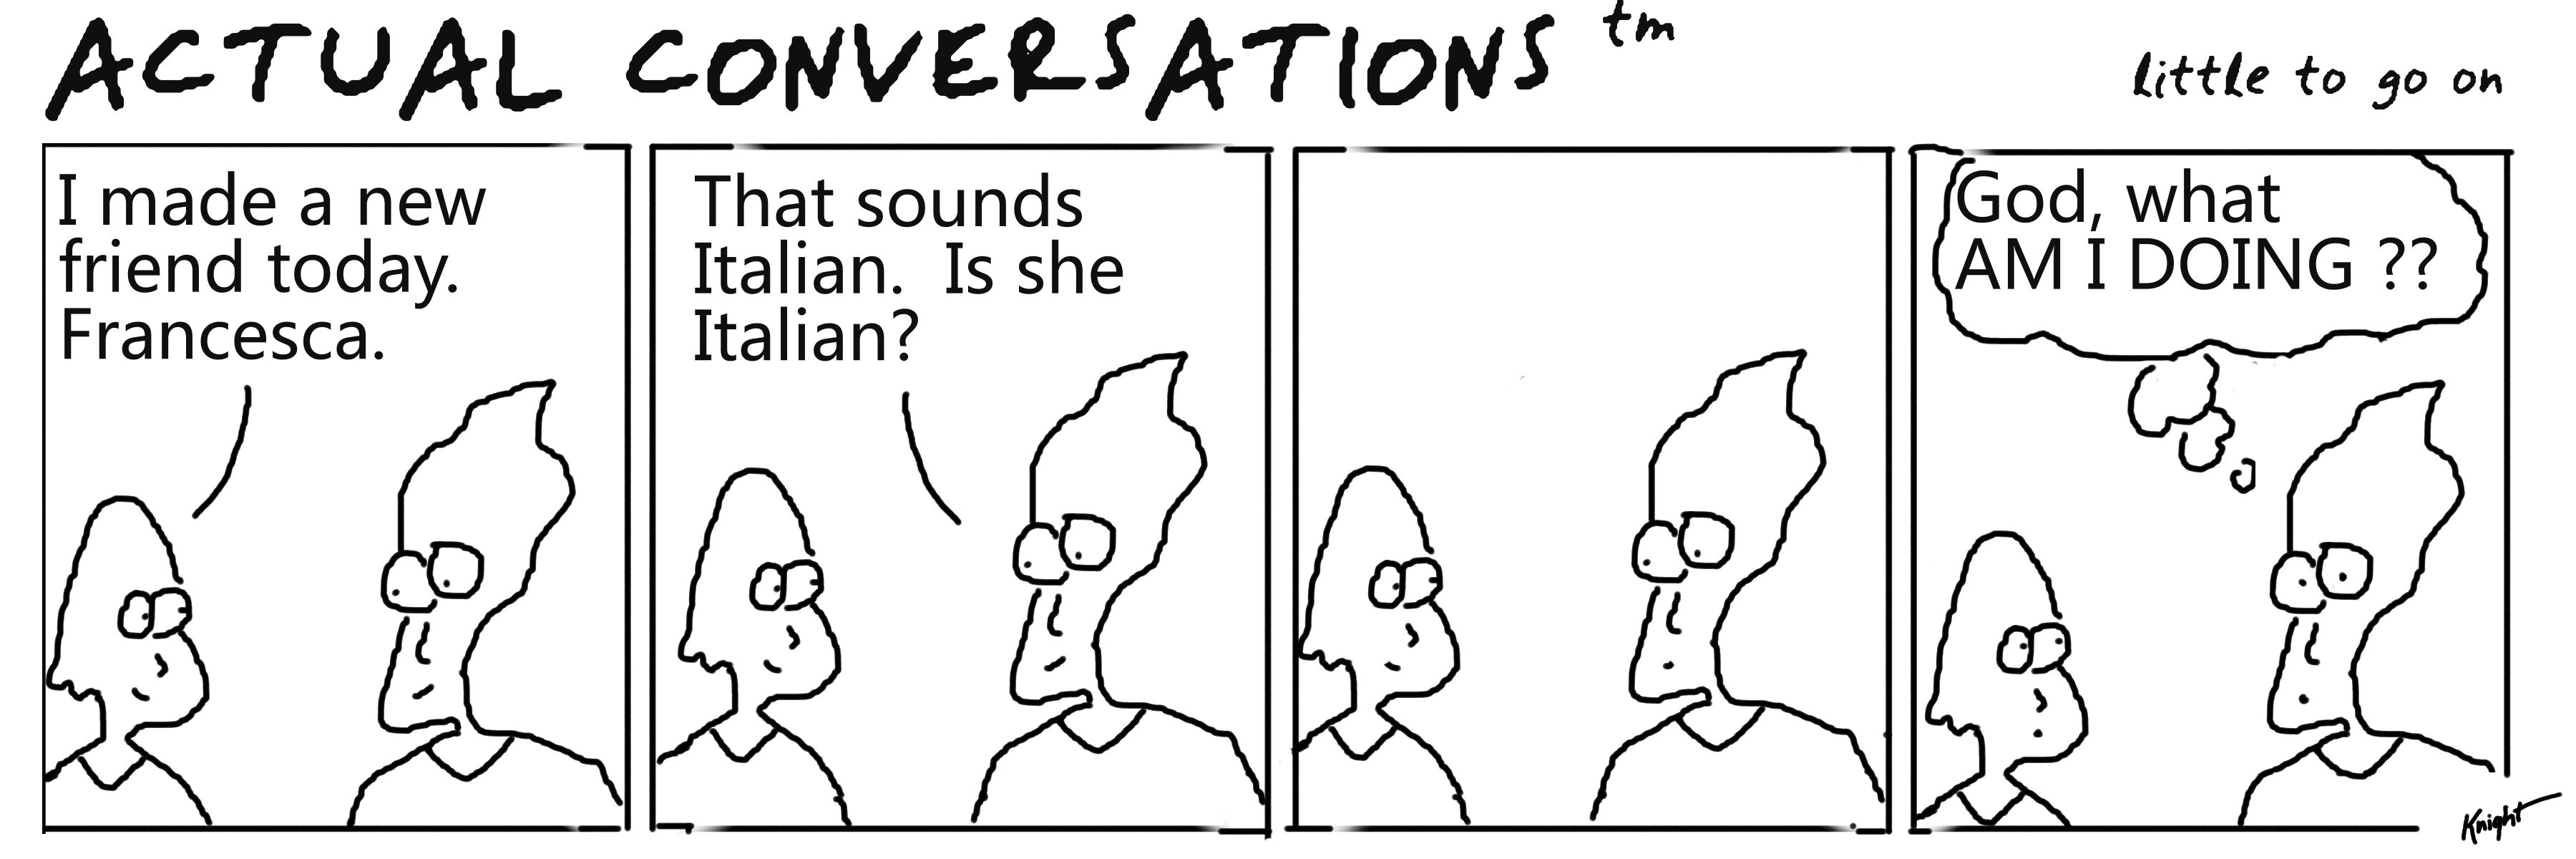 ACTUAL CONVERSATIONS tm
little to go on
I made a new
friend today.
Francesca.
That sounds
Italian.  Is she
Italian?
God, what
AM I DOING ??
Knight